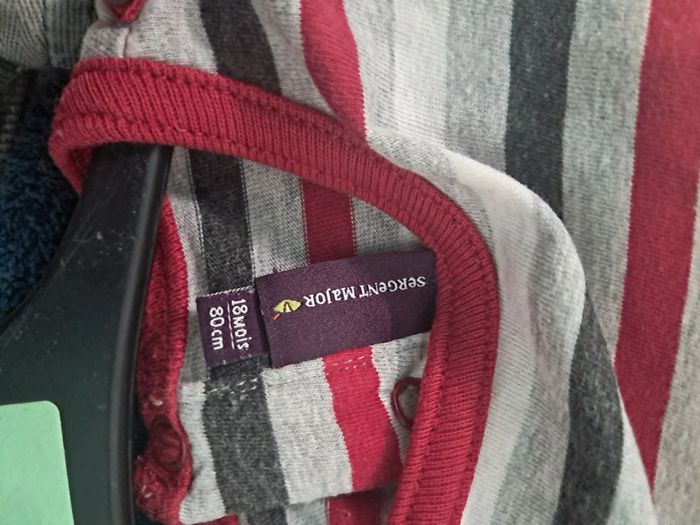 SERGENT MAJOR
18 MOIS
80 cm